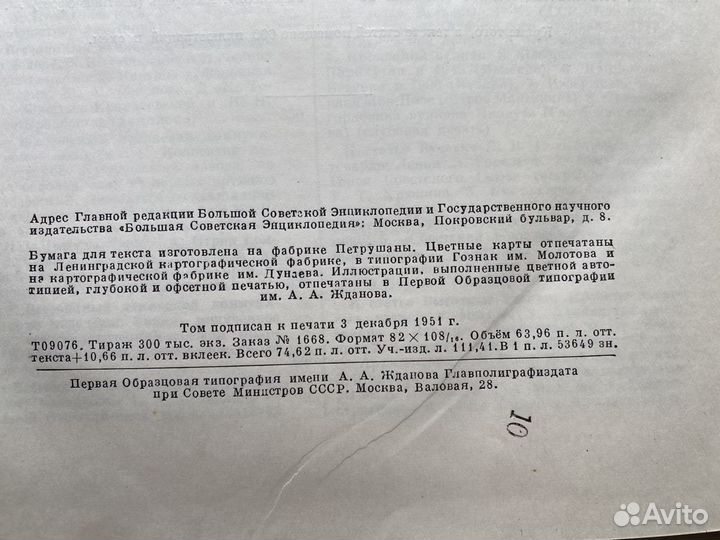 Адрес Главной редакции Большой Советской Энциклопедии и Государственного научного
издательства «Большая Советская Энциклопедия»: Москва, Покровский бульвар, д. 8.
Бумага для текста изготовлена на фабрике Петрушаны. Цветные карты отпечатаны
на Ленинградской картографической фабрике, в типографии Гознак им. Молотова и
на картографической фабрике им. Дунаева. Иллюстрации, выполненные цветной авто-
типией, глубокой и офсетной печатью, отпечатаны в Первой Образцовой типографии
им. А. А. Жданова.
Том подписан к печати 3 декабря 1951 г.
Т09076. Тираж 300 тыс. экз. Заказ № 1668. Формат 82 × 108/₁₆. Объём 63,96 п. л. отт.
текста+10,66 п. л. отт. вклеек. Всего 74,62 п. л. отт. Уч.-изд. л. 111,41. В 1 п. л. 53649 зн.
Первая Образцовая типография имени А. А. Жданова Главполиграфиздата
при Совете Министров СССР. Москва, Валовая, 28.
10
Avito